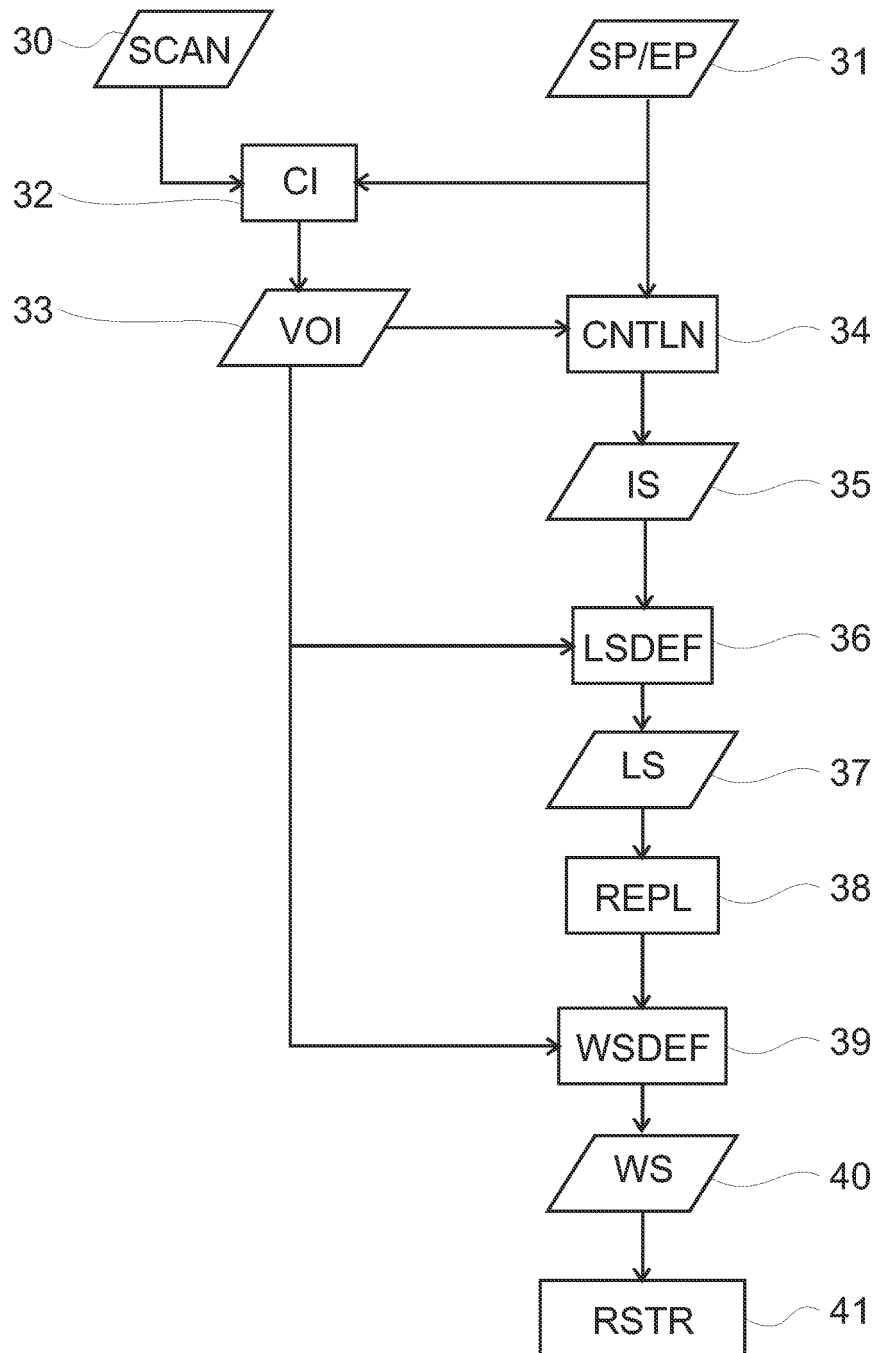 30 SCAN SP/EP 31
32 CI
33 VOI CNTLN 34
IS 35
LSDEF 36
LS 37
REPL 38
WSDEF 39
WS 40
RSTR 41